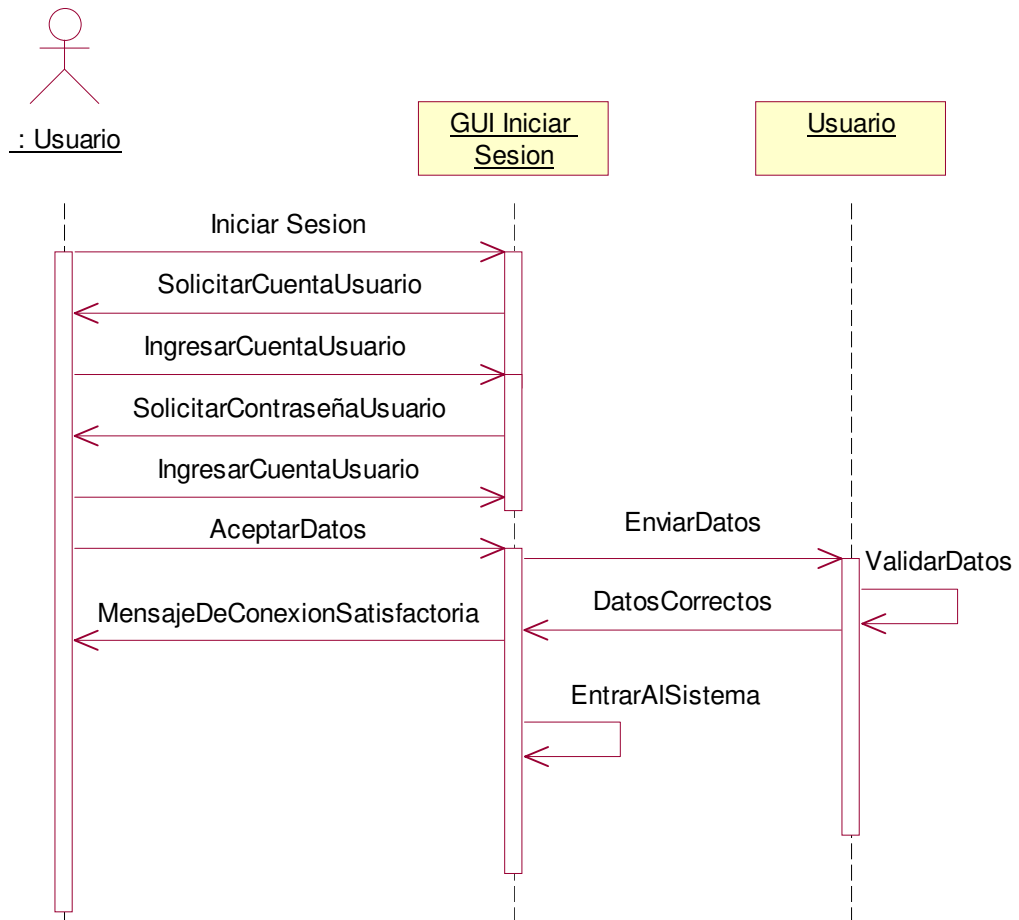 : Usuario
GUI Iniciar
Sesion
Usuario
Iniciar Sesion
SolicitarCuentaUsuario
IngresarCuentaUsuario
SolicitarContraseñaUsuario
IngresarCuentaUsuario
AceptarDatos
EnviarDatos
ValidarDatos
DatosCorrectos
MensajeDeConexionSatisfactoria
EntrarAlSistema